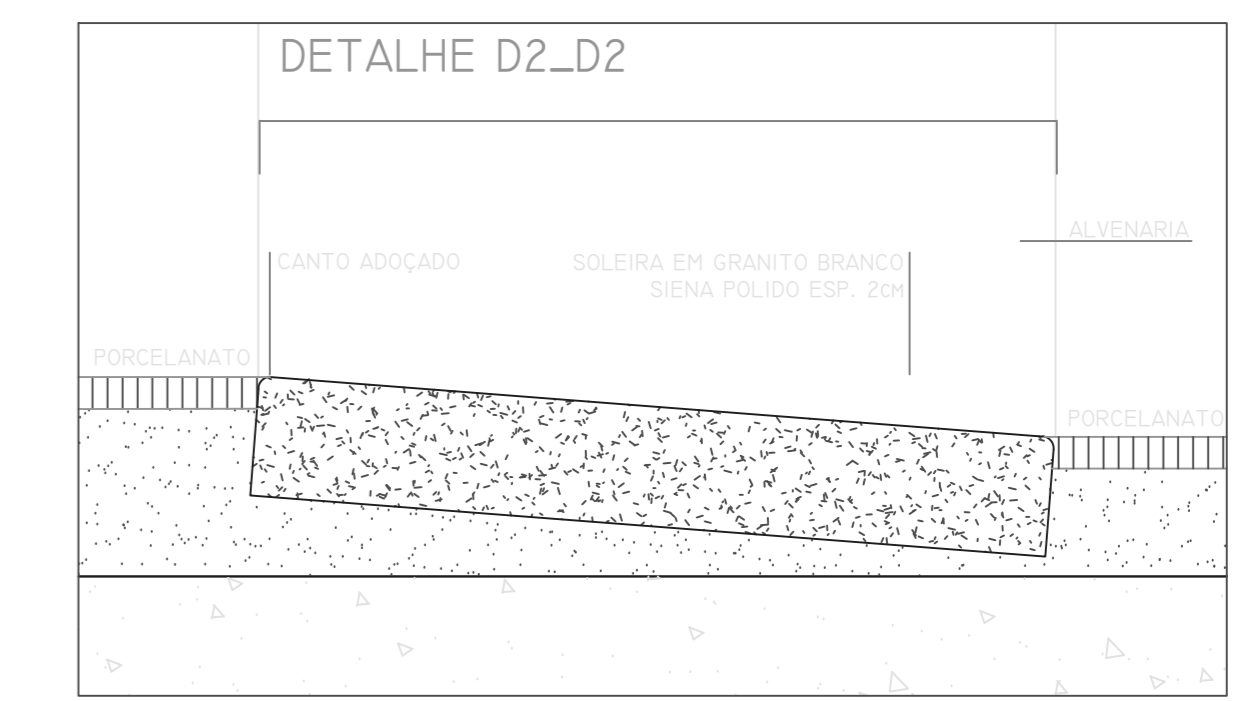 DETALHE D2_D2
ALVENARIA
CANTO ADOÇADO
SOLEIRA EM GRANITO BRANCO
SIENA POLIDO ESP. 2CM
PORCELANATO
PORCELANATO